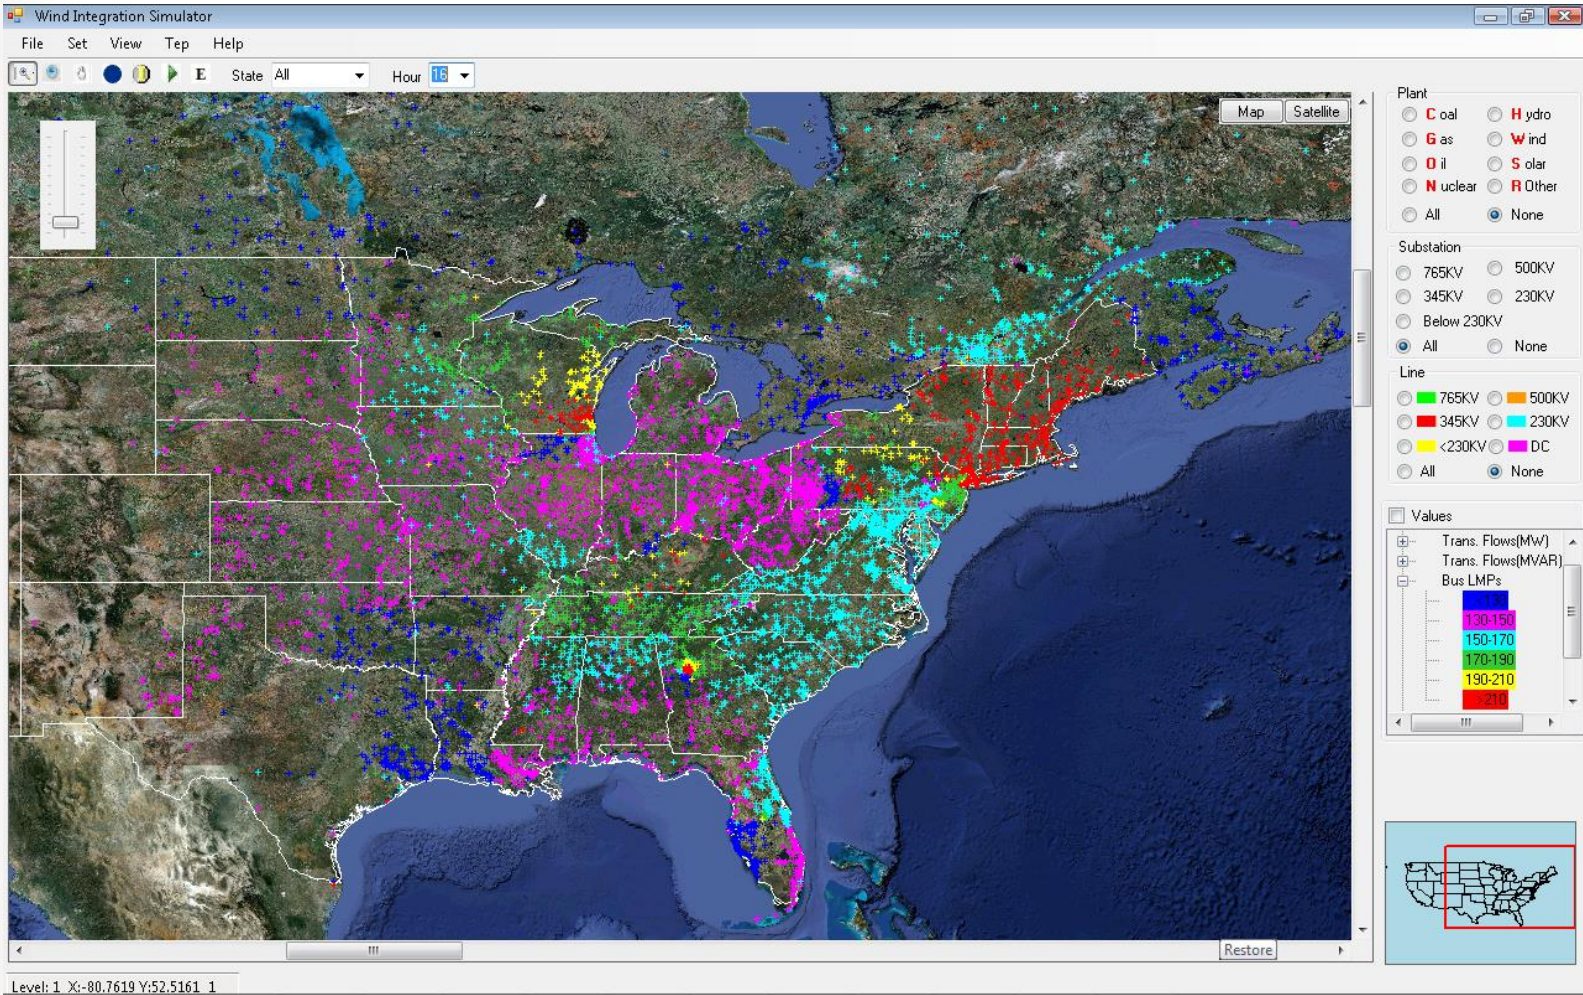 Wind Integration Simulator
File Set View Tep Help
E State All Hour 16
Map Satellite
Plant
Coal Hydro
Gas Wind
Oil Solar
Nuclear R Other
All None
Substation
765KV 500KV
345KV 230KV
Below 230KV
All None
Line
765KV 500KV
345KV 230KV
<230KV DC
All None
Values
Trans. Flows(MW)
Trans. Flows(MVAR)
Bus LMPs
<130
130-150
150-170
170-190
190-210
>210
Restore
Level: 1 X:-80.7619 Y:52.5161 1